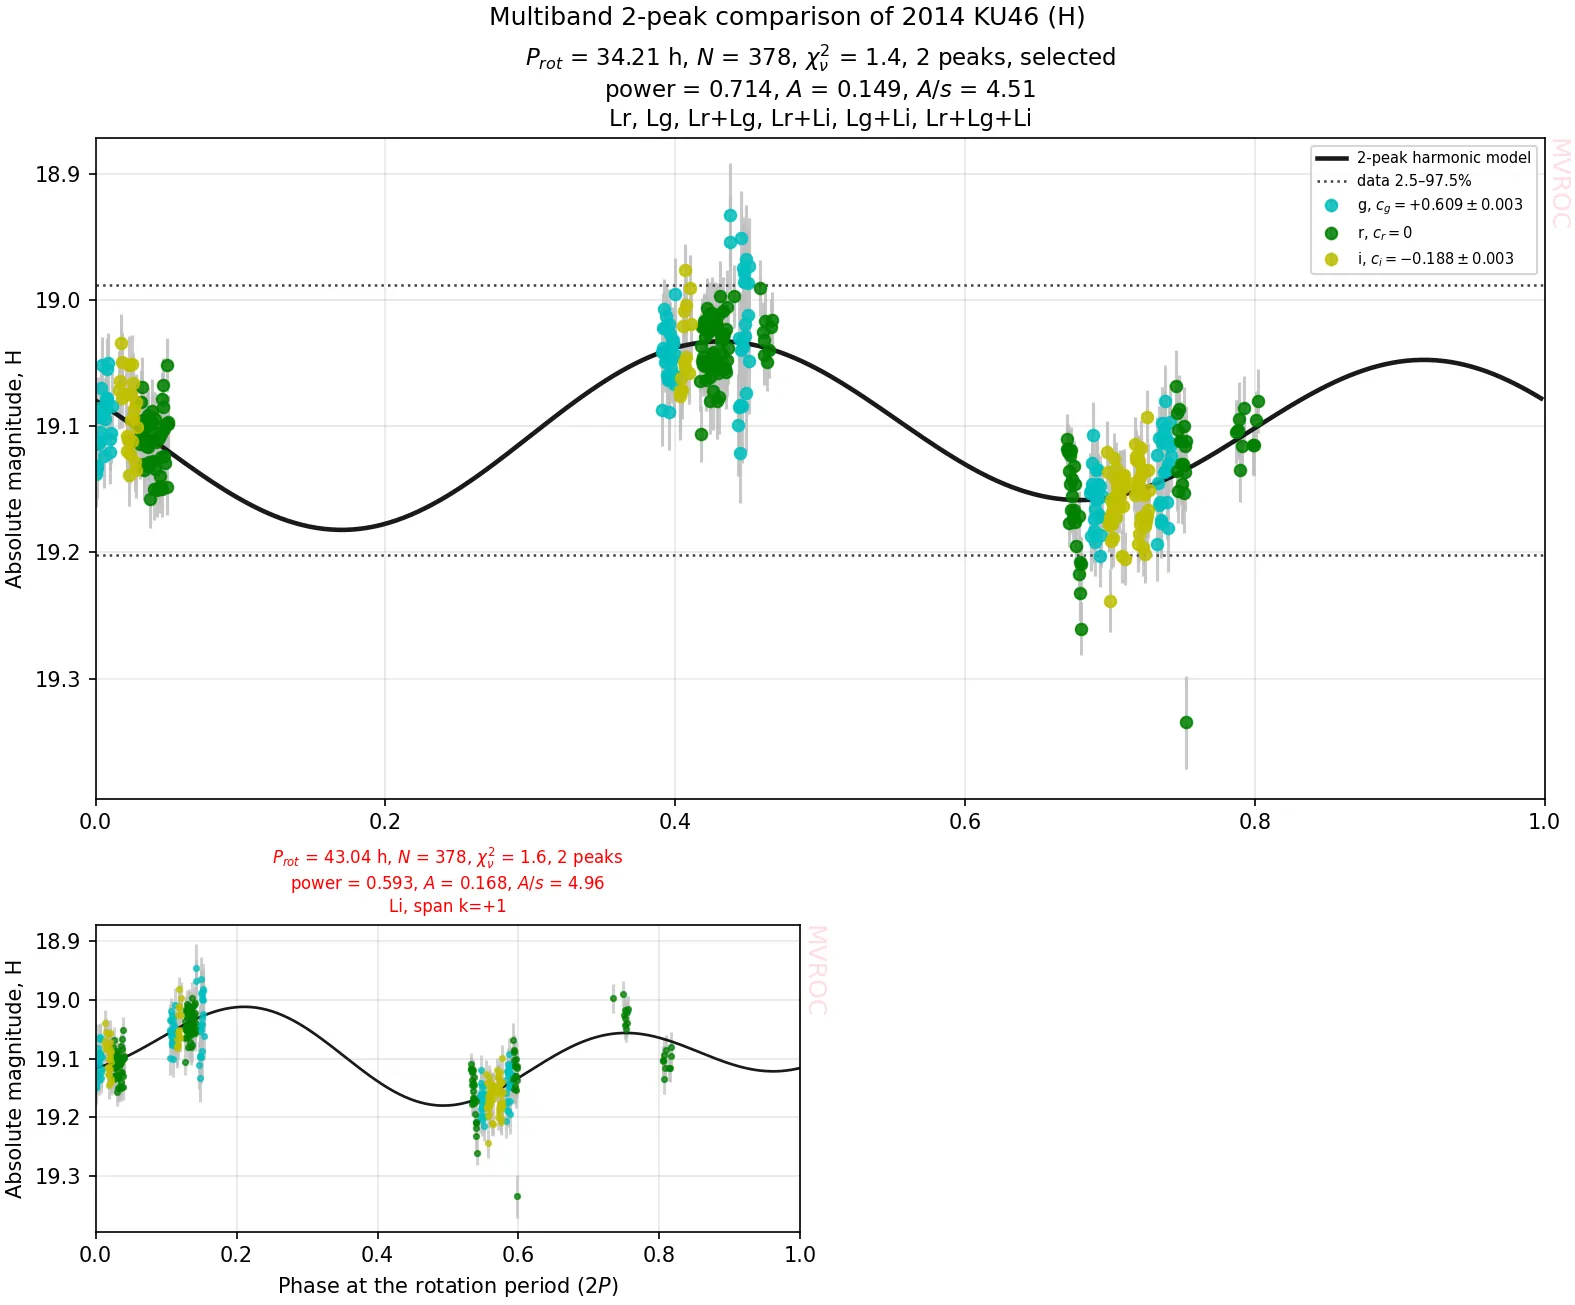 Multiband 2-peak comparison of 2014 KU46 (H)
P_rot = 34.21 h, N = 378, χ²_ν = 1.4, 2 peaks, selected
power = 0.714, A = 0.149, A/s = 4.51
Lr, Lg, Lr+Lg, Lr+Li, Lg+Li, Lr+Lg+Li
2-peak harmonic model
data 2.5–97.5%
g, c_g = +0.609 ± 0.003
r, c_r = 0
i, c_i = −0.188 ± 0.003
MVROC
Absolute magnitude, H
18.9
19.0
19.1
19.2
19.3
0.0 0.2 0.4 0.6 0.8 1.0
P_rot = 43.04 h, N = 378, χ²_ν = 1.6, 2 peaks
power = 0.593, A = 0.168, A/s = 4.96
Li, span k=+1
MVROC
Absolute magnitude, H
18.9
19.0
19.1
19.2
19.3
0.0 0.2 0.4 0.6 0.8 1.0
Phase at the rotation period (2P)